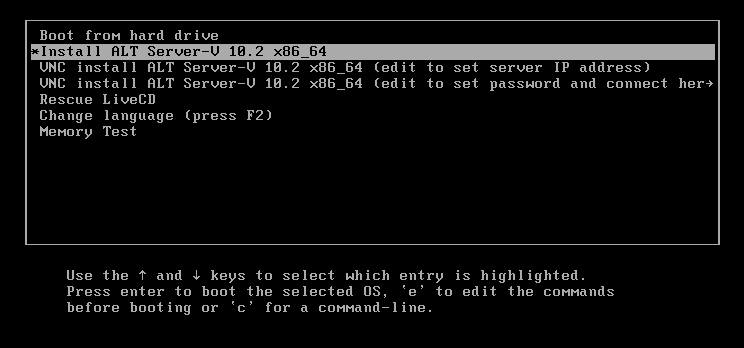 Boot from hard drive
*Install ALT Server-V 10.2 x86_64
VNC install ALT Server-V 10.2 x86_64 (edit to set server IP address)
VNC install ALT Server-V 10.2 x86_64 (edit to set password and connect her→
Rescue LiveCD
Change language (press F2)
Memory Test
Use the ↑ and ↓ keys to select which entry is highlighted.
Press enter to boot the selected OS, `e' to edit the commands
before booting or `c' for a command-line.